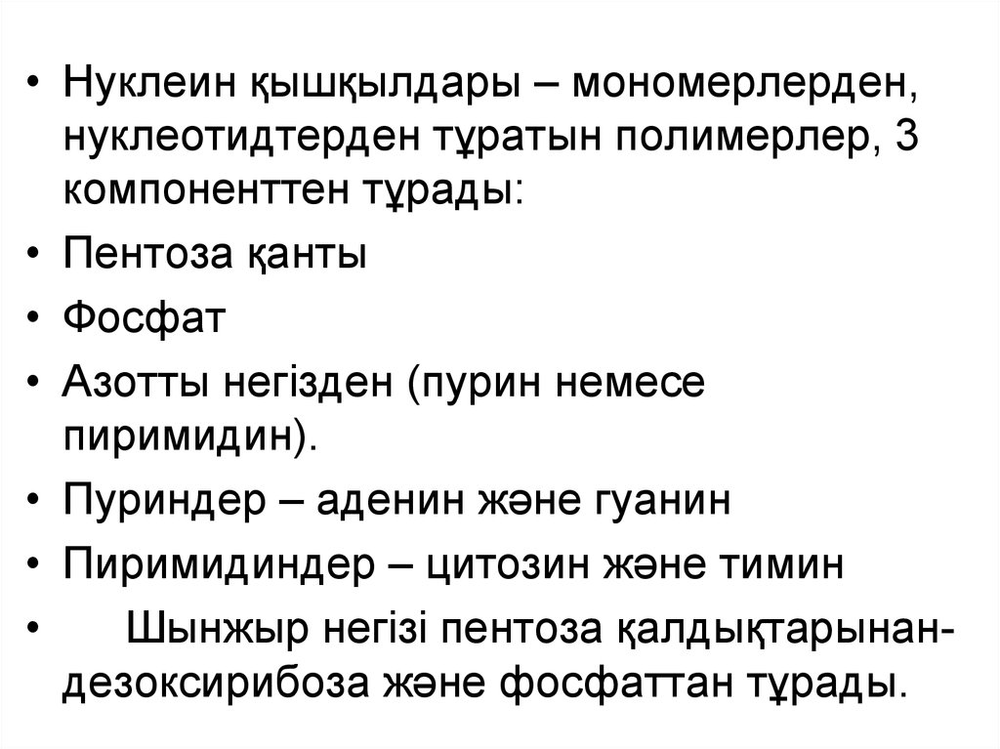 • Нуклеин қышқылдары – мономерлерден,
нуклеотидтерден тұратын полимерлер, 3
компоненттен тұрады:
• Пентоза қанты
• Фосфат
• Азотты негізден (пурин немесе
пиримидин).
• Пуриндер – аденин және гуанин
• Пиримидиндер – цитозин және тимин
• Шынжыр негізі пентоза қалдықтарынан-
дезоксирибоза және фосфаттан тұрады.